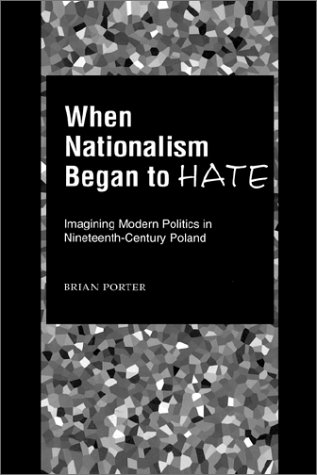 When
Nationalism
Began to HATE
Imagining Modern Politics in
Nineteenth-Century Poland
BRIAN PORTER